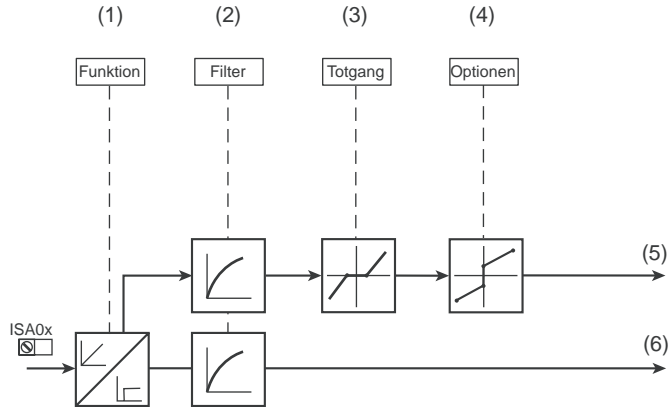 (1) (2) (3) (4)
Funktion Filter Totgang Optionen
(5)
ISA0x
(6)